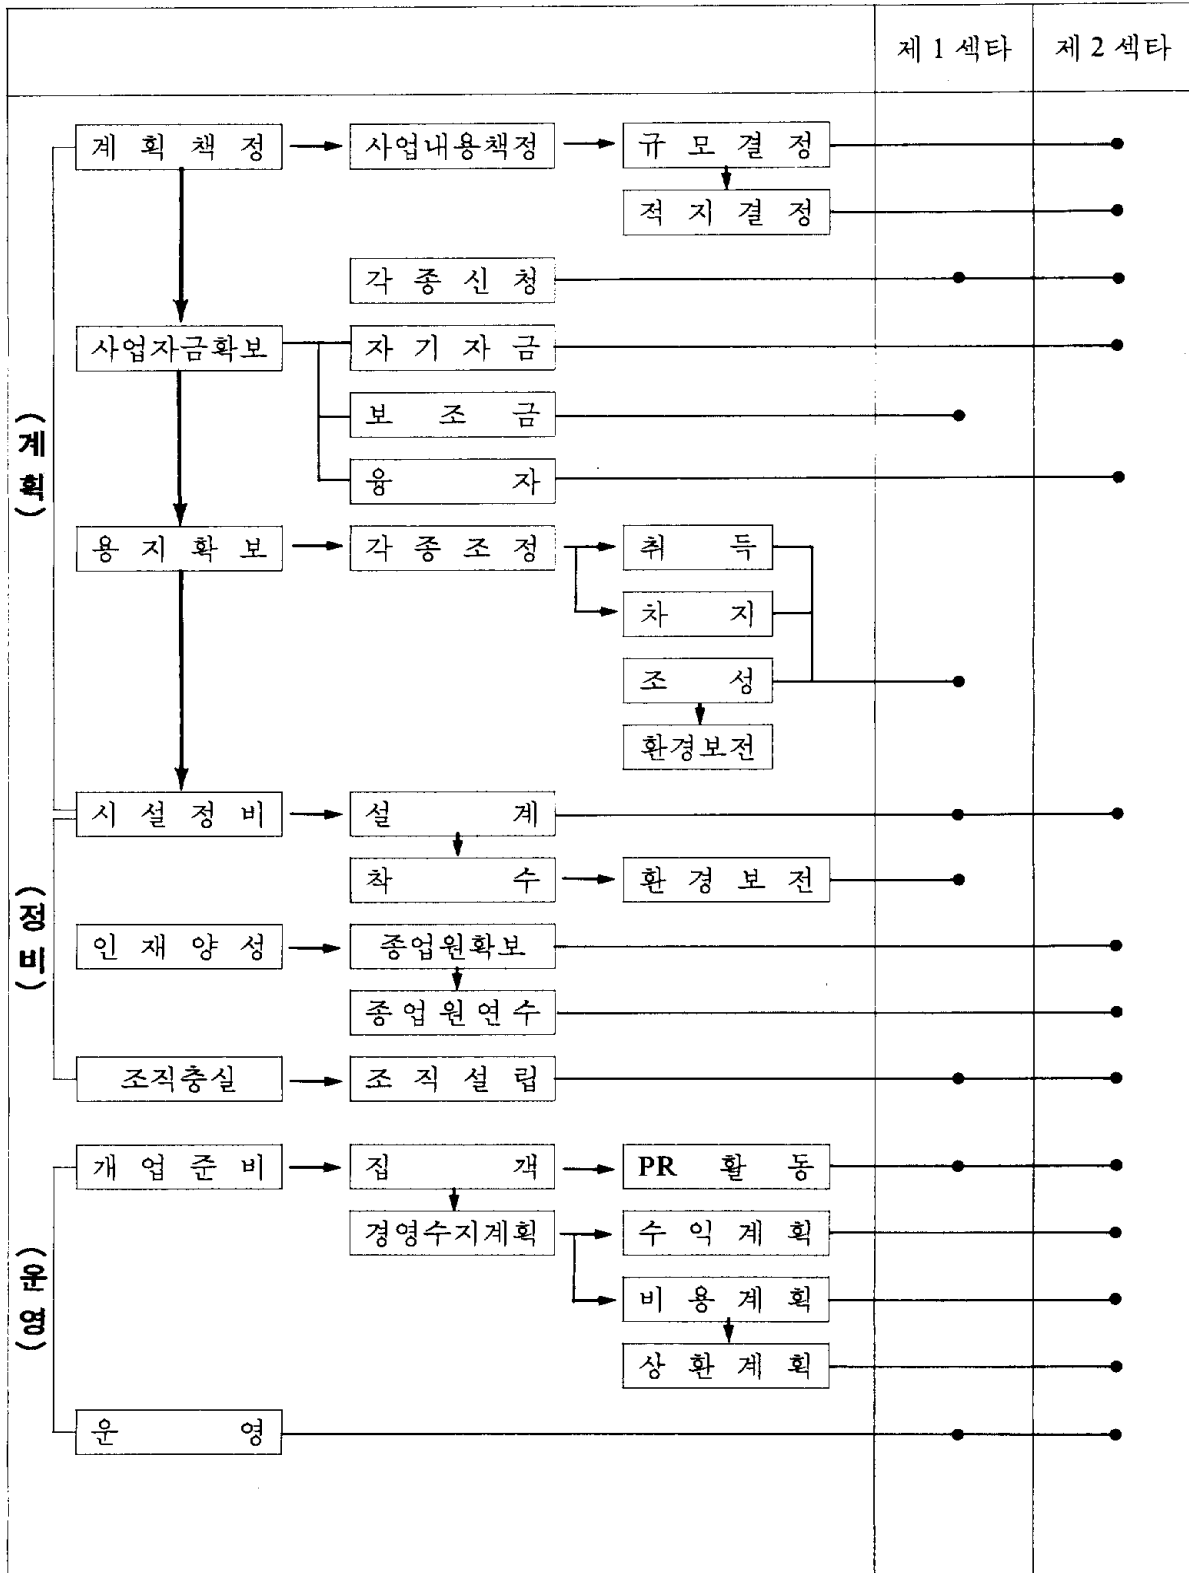 제 1 섹타 제 2 섹타
계 획 책 정 사업내용책정 규 모 결 정
적 지 결 정
각 종 신 청
사업자금확보 자 기 자 금
보 조 금
(계획)
융 자
용 지 확 보 각 종 조 정 취 득
차 지
조 성
환경보전
시 설 정 비 설 계
착 수 환 경 보 전
(정비)
인 재 양 성 종업원확보
종 업 원 연 수
조직충실 조 직 설 립
개 업 준 비 집 객 PR 활 동
경영수지계획 수 익 계 획
(운영)
비 용 계 획
상 환 계 획
운 영